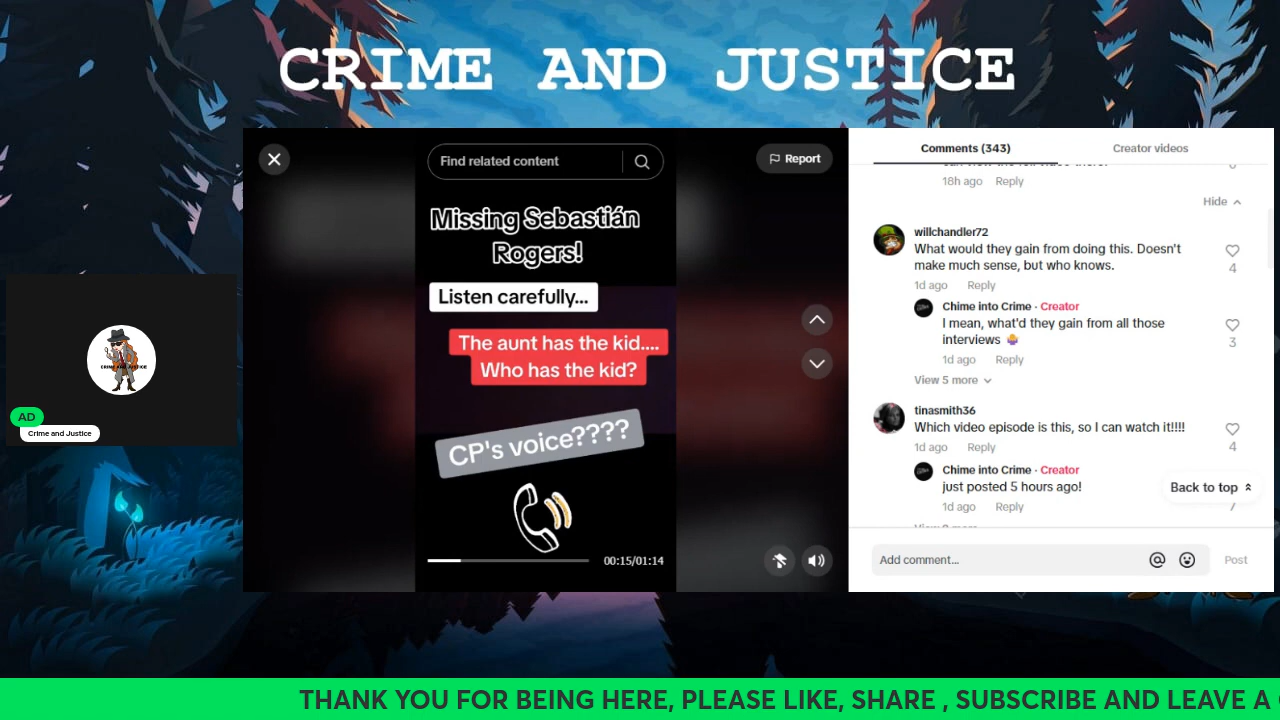 CRIME AND JUSTICE
Find related content
Report
Missing Sebastián
Rogers!
Listen carefully...
The aunt has the kid....
Who has the kid?
CP's voice????
00:15/01:14
Comments (343)
Creator videos
18h ago Reply
Hide
willchandler72
What would they gain from doing this. Doesn't
make much sense, but who knows.
4
1d ago Reply
Chime into Crime · Creator
I mean, what'd they gain from all those
interviews 🤷
3
1d ago Reply
View 5 more
tinasmith36
Which video episode is this, so I can watch it!!!!
4
1d ago Reply
Chime into Crime · Creator
just posted 5 hours ago!
Back to top
1d ago Reply
7
Add comment...
Post
CRIME AND JUSTICE
AD
Crime and Justice
THANK YOU FOR BEING HERE, PLEASE LIKE, SHARE , SUBSCRIBE AND LEAVE A